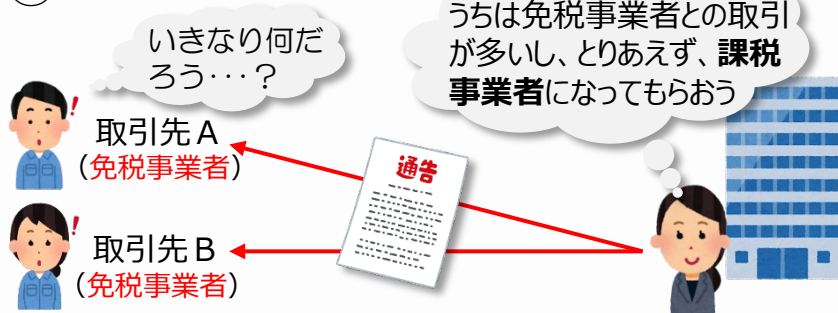 うちは免税事業者との取引
が多いし、とりあえず、課税
事業者になってもらおう
いきなり何だ
ろう・・・？
取引先A
（免税事業者）
通告
取引先B
（免税事業者）